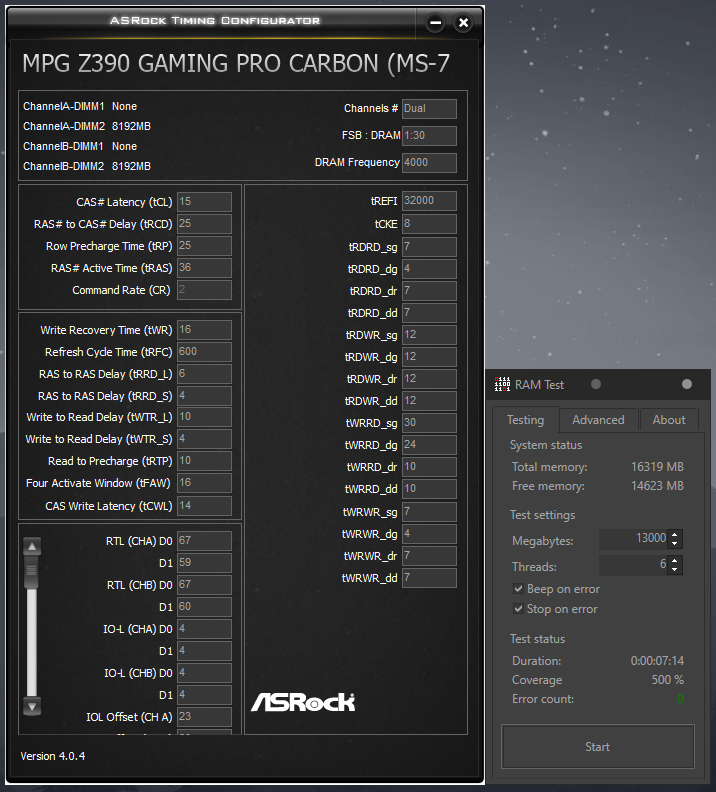 ASRock Timing Configurator
MPG Z390 GAMING PRO CARBON (MS-7
ChannelA-DIMM1 None
ChannelA-DIMM2 8192MB
ChannelB-DIMM1 None
ChannelB-DIMM2 8192MB
Channels # Dual
FSB : DRAM 1:30
DRAM Frequency 4000
CAS# Latency (tCL) 15
RAS# to CAS# Delay (tRCD) 25
Row Precharge Time (tRP) 25
RAS# Active Time (tRAS) 36
Command Rate (CR) 2
Write Recovery Time (tWR) 16
Refresh Cycle Time (tRFC) 600
RAS to RAS Delay (tRRD_L) 6
RAS to RAS Delay (tRRD_S) 4
Write to Read Delay (tWTR_L) 10
Write to Read Delay (tWTR_S) 4
Read to Precharge (tRTP) 10
Four Activate Window (tFAW) 16
CAS Write Latency (tCWL) 14
RTL (CHA) D0 67
D1 59
RTL (CHB) D0 67
D1 60
IO-L (CHA) D0 4
D1 4
IO-L (CHB) D0 4
D1 4
IOL Offset (CH A) 23
tREFI 32000
tCKE 8
tRDRD_sg 7
tRDRD_dg 4
tRDRD_dr 7
tRDRD_dd 7
tRDWR_sg 12
tRDWR_dg 12
tRDWR_dr 12
tRDWR_dd 12
tWRRD_sg 30
tWRRD_dg 24
tWRRD_dr 10
tWRRD_dd 10
tWRWR_sg 7
tWRWR_dg 4
tWRWR_dr 7
tWRWR_dd 7
ASRock
Version 4.0.4
RAM Test
Testing Advanced About
System status
Total memory: 16319 MB
Free memory: 14623 MB
Test settings
Megabytes: 13000
Threads: 6
Beep on error
Stop on error
Test status
Duration: 0:00:07:14
Coverage 500 %
Error count: 0
Start